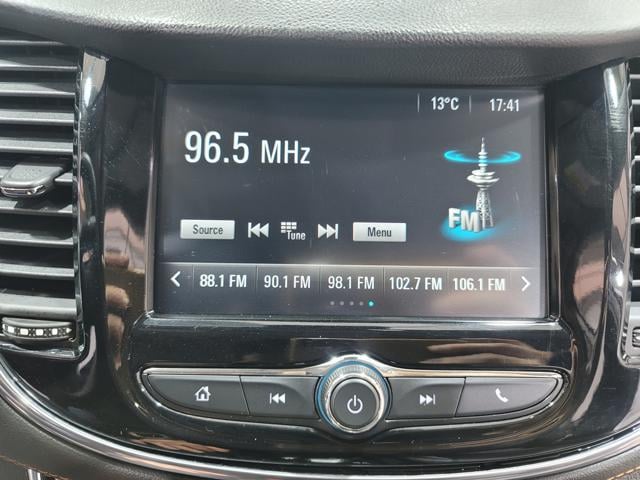 13°C 17:41
96.5 MHz
FM
Source Tune Menu
88.1 FM 90.1 FM 98.1 FM 102.7 FM 106.1 FM